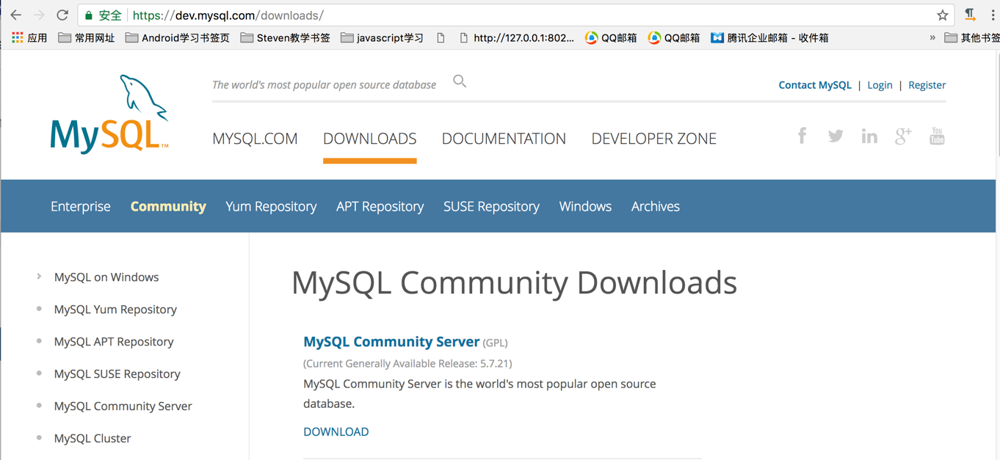 安全 https://dev.mysql.com/downloads/
应用 常用网址 Android学习书签页 Steven教学书签 javascript学习 http://127.0.0.1:802... QQ邮箱 QQ邮箱 腾讯企业邮箱 - 收件箱 » 其他书签
The world's most popular open source database
Contact MySQL | Login | Register
MySQL™
MYSQL.COM DOWNLOADS DOCUMENTATION DEVELOPER ZONE
f in g+ You Tube
Enterprise Community Yum Repository APT Repository SUSE Repository Windows Archives
MySQL on Windows
MySQL Yum Repository
MySQL APT Repository
MySQL SUSE Repository
MySQL Community Server
MySQL Cluster
MySQL Community Downloads
MySQL Community Server (GPL)
(Current Generally Available Release: 5.7.21)
MySQL Community Server is the world's most popular open source
database.
DOWNLOAD